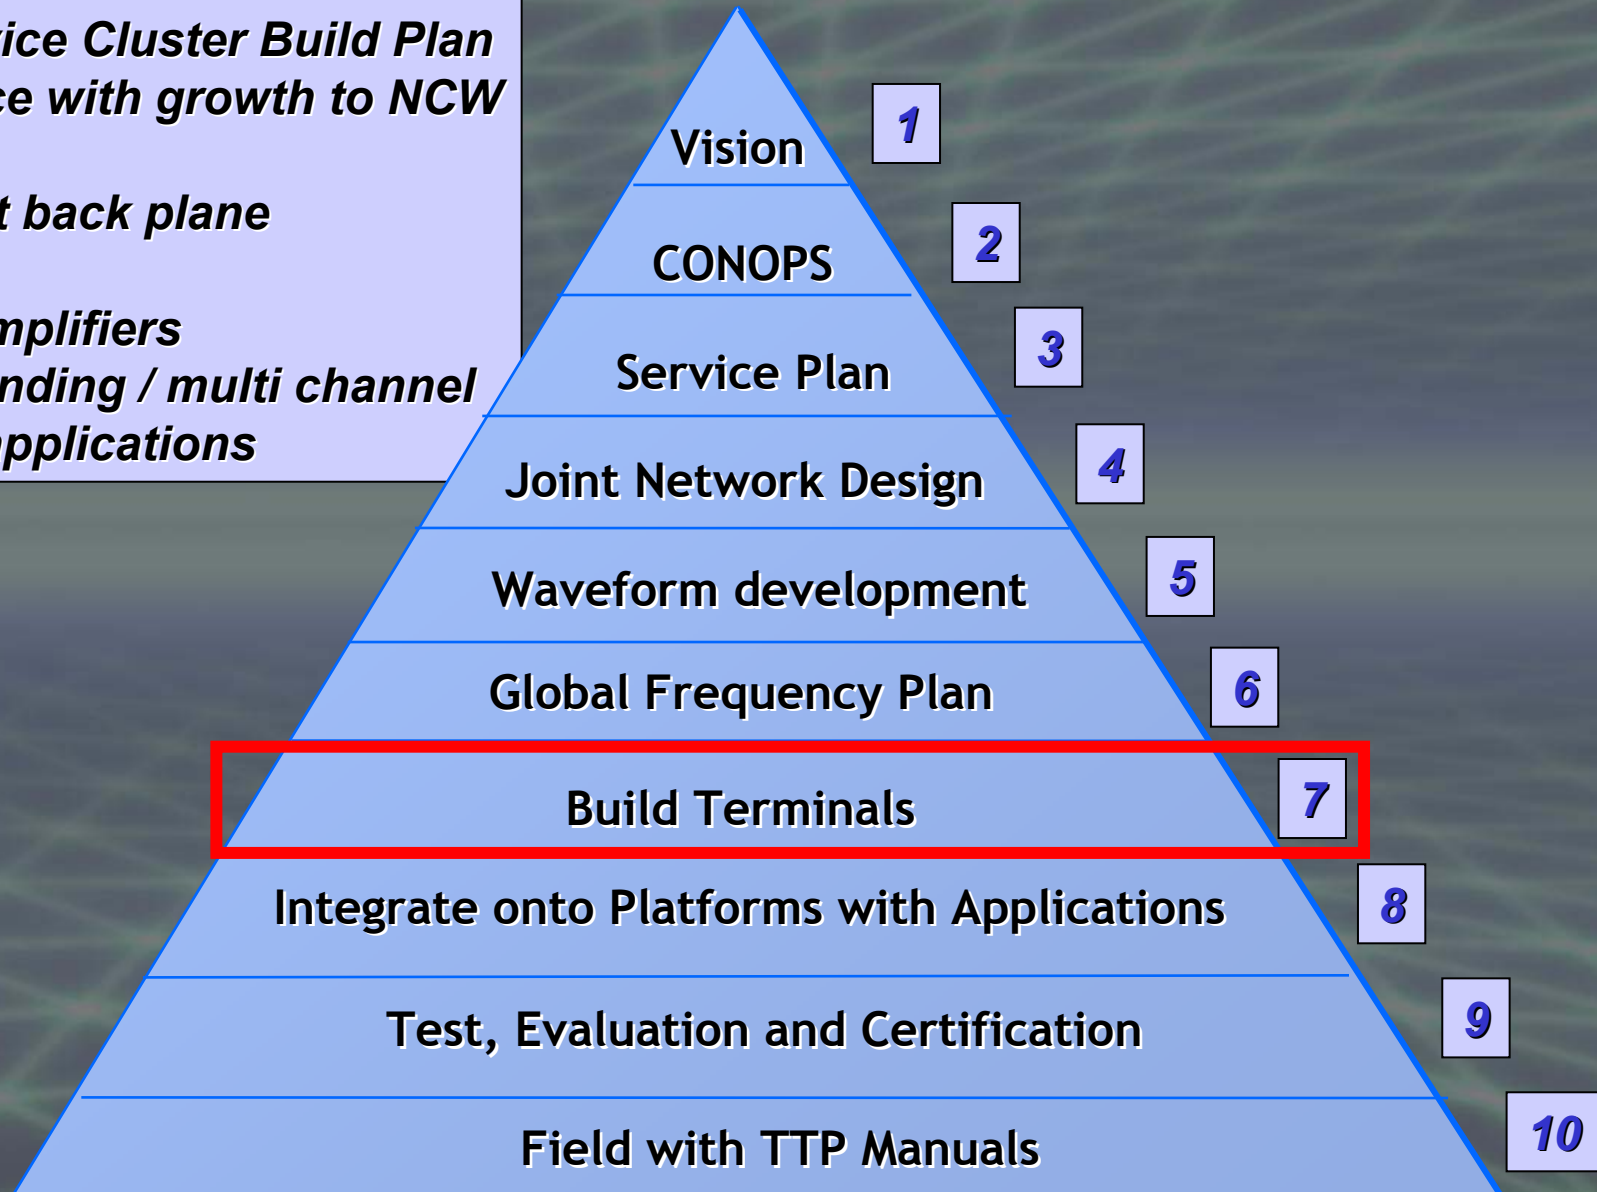 ice Cluster Build Plan
ce with growth to NCW
t back plane
mplifiers
nding / multi channel
applications
Vision
1
CONOPS
2
Service Plan
3
Joint Network Design
4
Waveform development
5
Global Frequency Plan
6
Build Terminals
7
Integrate onto Platforms with Applications
8
Test, Evaluation and Certification
9
Field with TTP Manuals
10